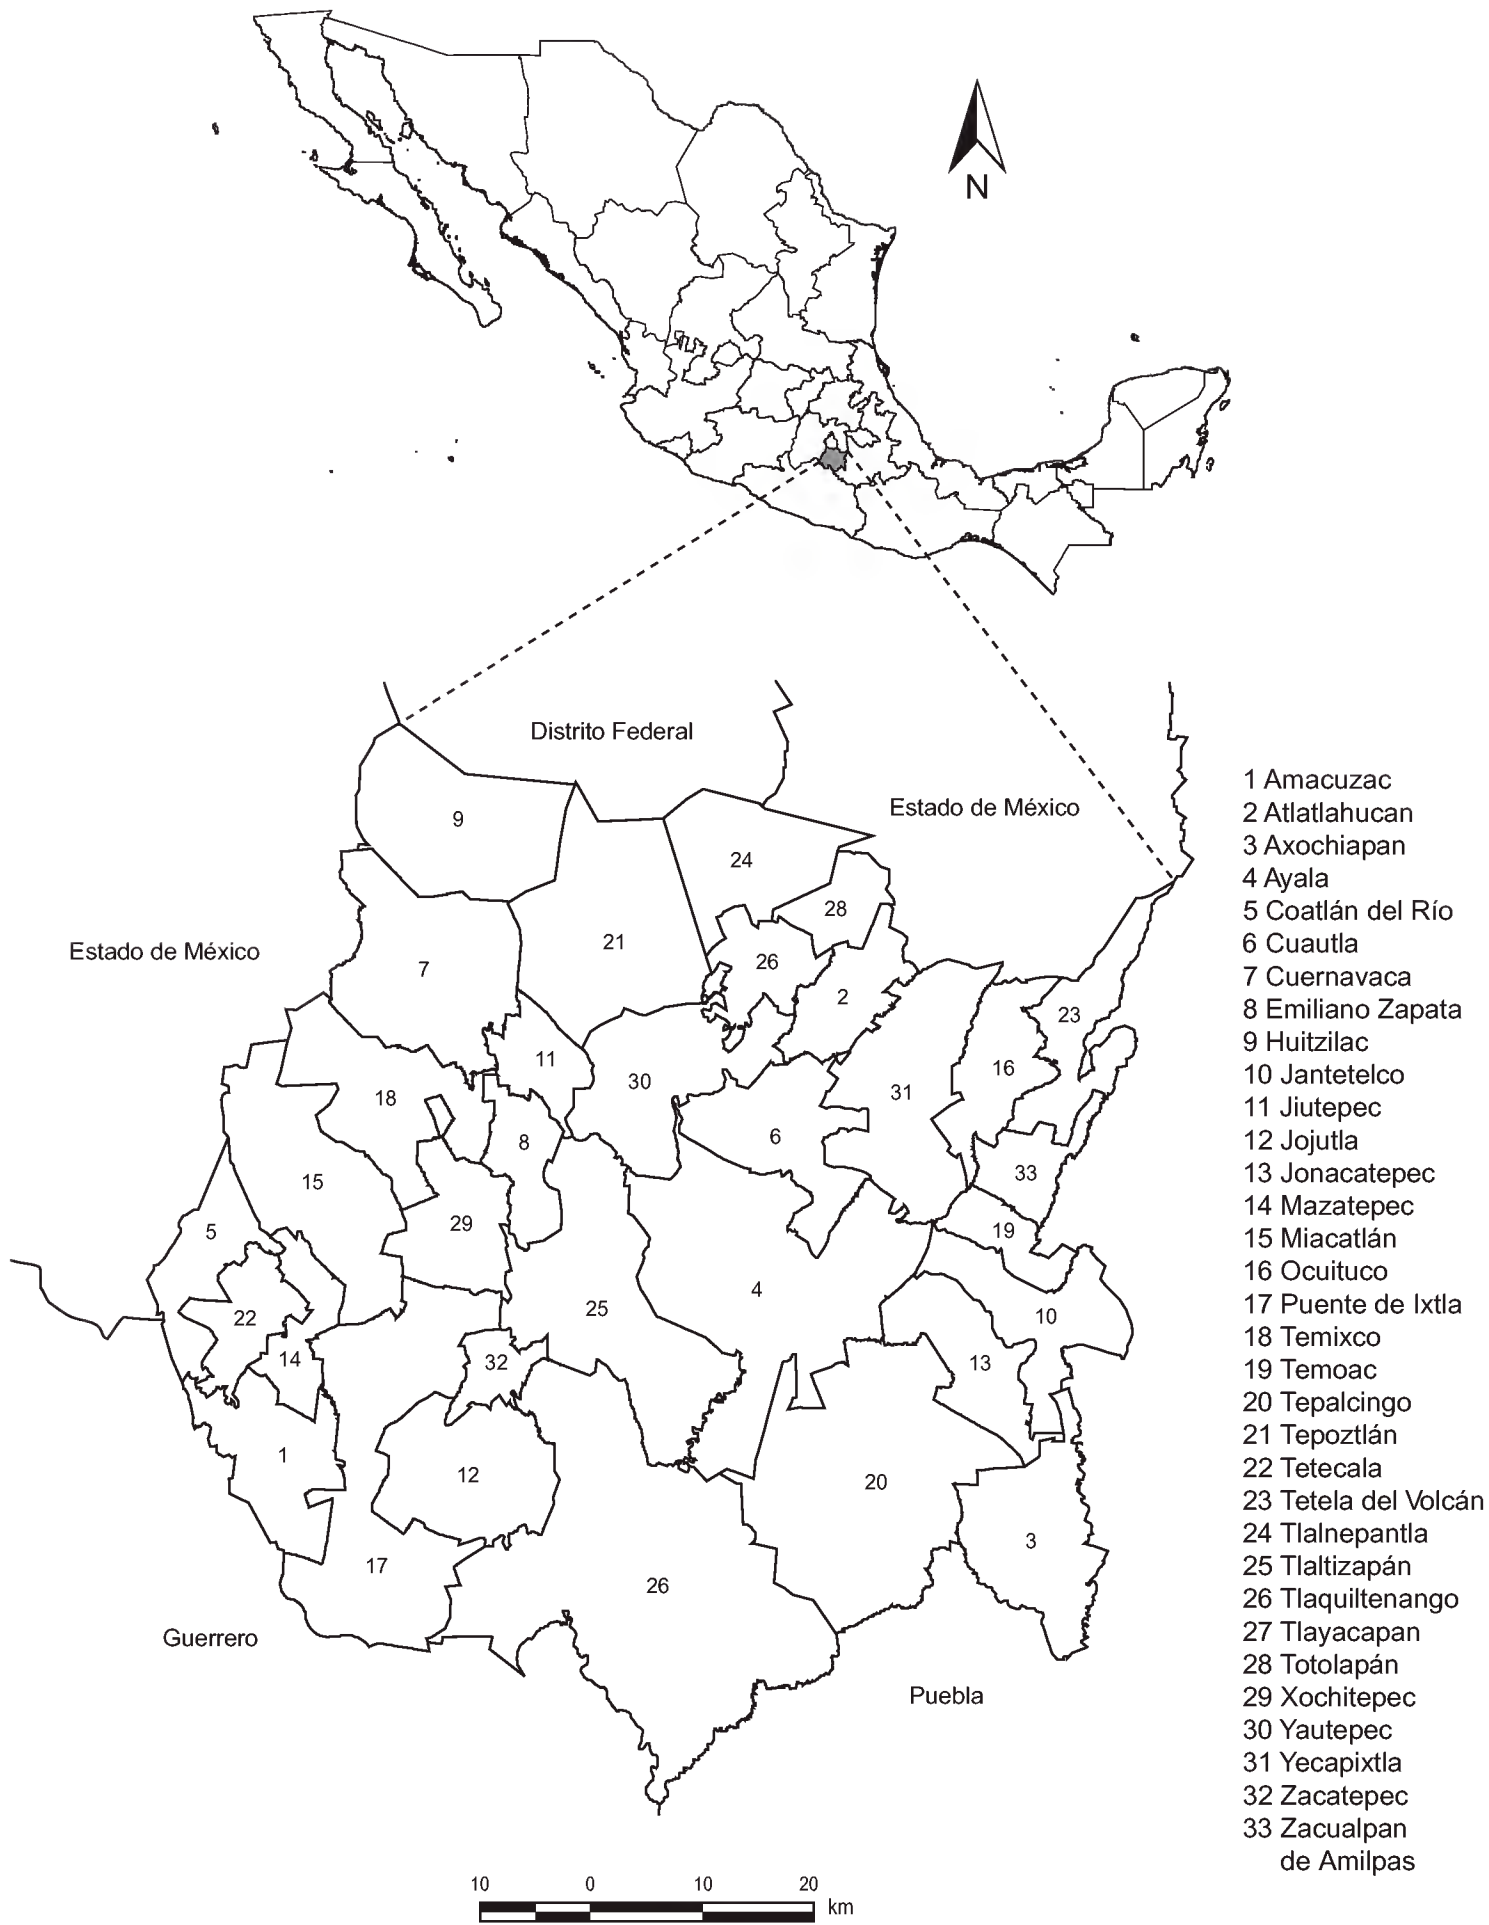 N
Distrito Federal
Estado de México
Estado de México
Guerrero
Puebla
9
24
28
21
7
26
2
23
11
16
30
31
18
6
8
33
15
29
19
5
4
25
10
22
14
32
13
1
12
20
3
17
26
1 Amacuzac
2 Atlatlahucan
3 Axochiapan
4 Ayala
5 Coatlán del Río
6 Cuautla
7 Cuernavaca
8 Emiliano Zapata
9 Huitzilac
10 Jantetelco
11 Jiutepec
12 Jojutla
13 Jonacatepec
14 Mazatepec
15 Miacatlán
16 Ocuituco
17 Puente de Ixtla
18 Temixco
19 Temoac
20 Tepalcingo
21 Tepoztlán
22 Tetecala
23 Tetela del Volcán
24 Tlalnepantla
25 Tlaltizapán
26 Tlaquiltenango
27 Tlayacapan
28 Totolapán
29 Xochitepec
30 Yautepec
31 Yecapixtla
32 Zacatepec
33 Zacualpan
de Amilpas
10 0 10 20
km